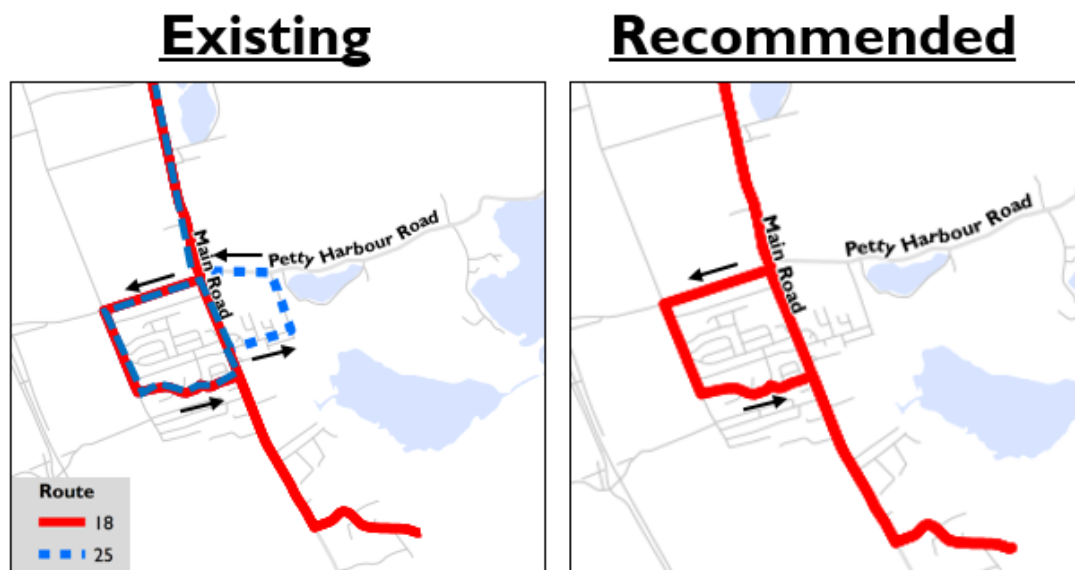 Existing
Recommended
Main Road
Petty Harbour Road
Route
18
25
Main Road
Petty Harbour Road